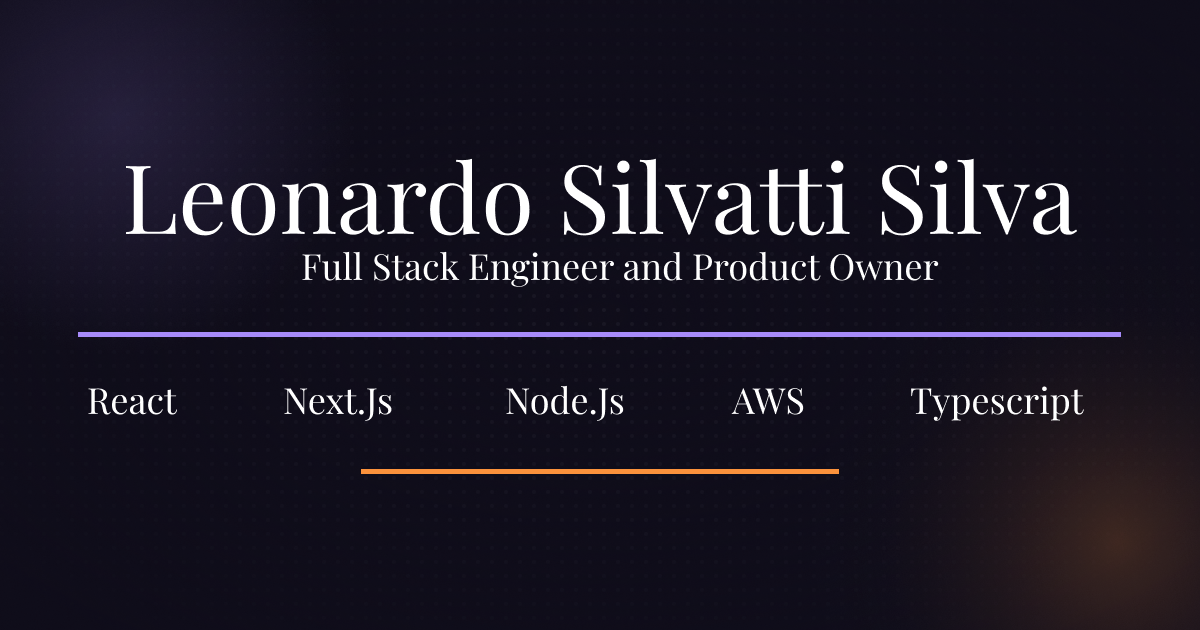 Leonardo Silvatti Silva
Full Stack Engineer and Product Owner
React Next.Js Node.Js AWS Typescript